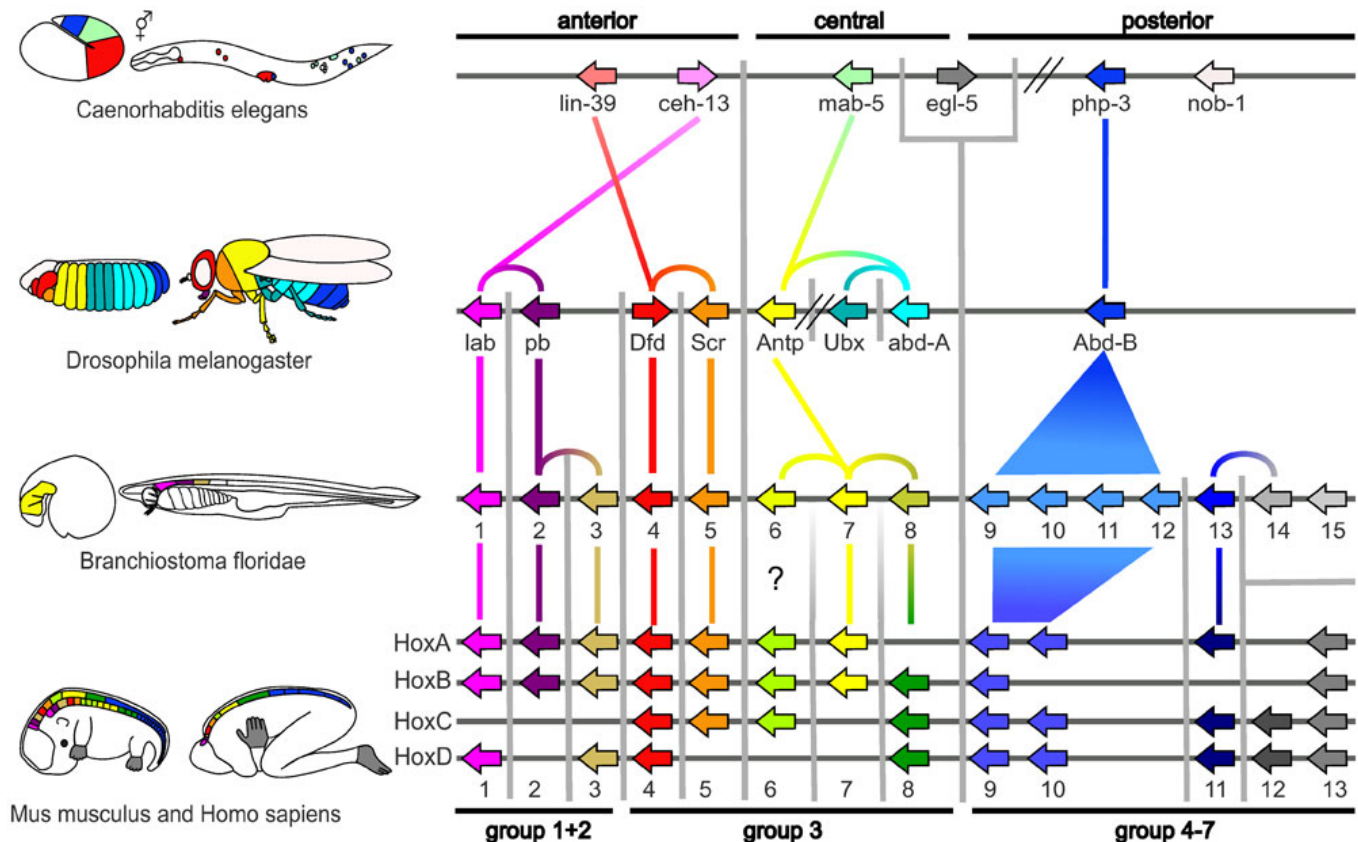 anterior central posterior
⚥
lin-39 ceh-13 mab-5 egl-5 php-3 nob-1
Caenorhabditis elegans
lab pb Dfd Scr Antp Ubx abd-A Abd-B
Drosophila melanogaster
1 2 3 4 5 6 7 8 9 10 11 12 13 14 15
Branchiostoma floridae
?
HoxA
HoxB
HoxC
HoxD
1 2 3 4 5 6 7 8 9 10 11 12 13
Mus musculus and Homo sapiens
group 1+2 group 3 group 4-7